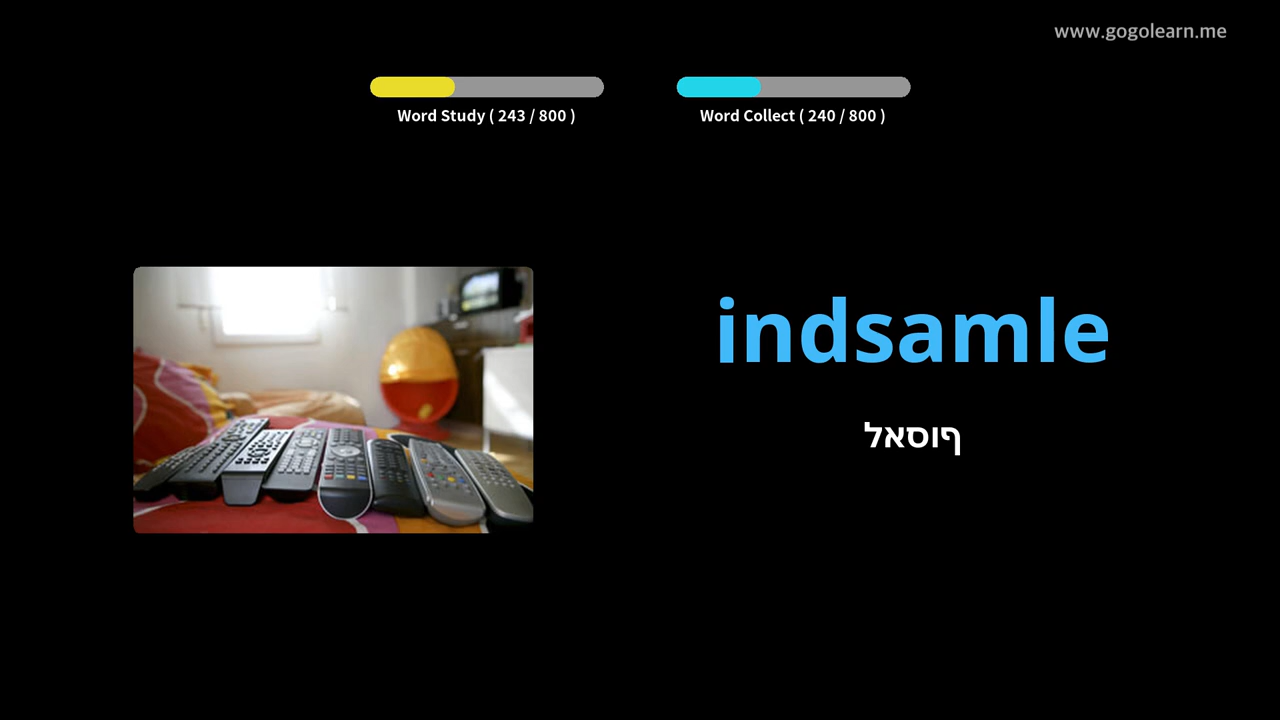 www.gogolearn.me
Word Study ( 243 / 800 )
Word Collect ( 240 / 800 )
indsamle
ףוסאל